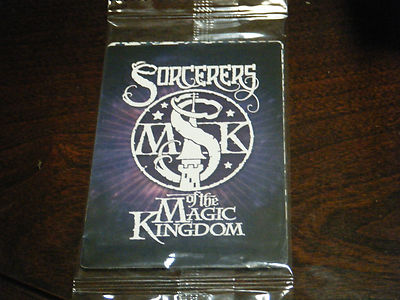 SORCERERS
MSK
of the
MAGIC
KINGDOM